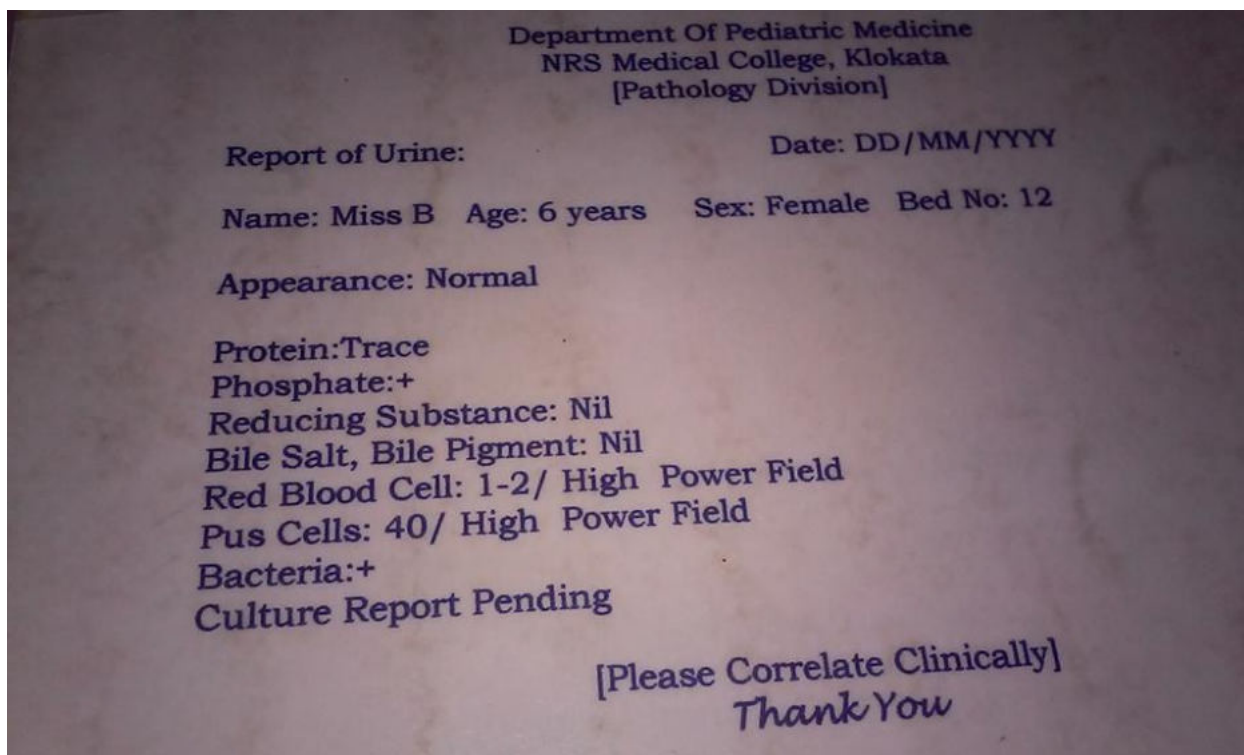 Department Of Pediatric Medicine
NRS Medical College, Klokata
[Pathology Division]
Report of Urine: Date: DD/MM/YYYY
Name: Miss B Age: 6 years Sex: Female Bed No: 12
Appearance: Normal
Protein:Trace
Phosphate:+
Reducing Substance: Nil
Bile Salt, Bile Pigment: Nil
Red Blood Cell: 1-2/ High Power Field
Pus Cells: 40/ High Power Field
Bacteria:+
Culture Report Pending
[Please Correlate Clinically]
Thank You